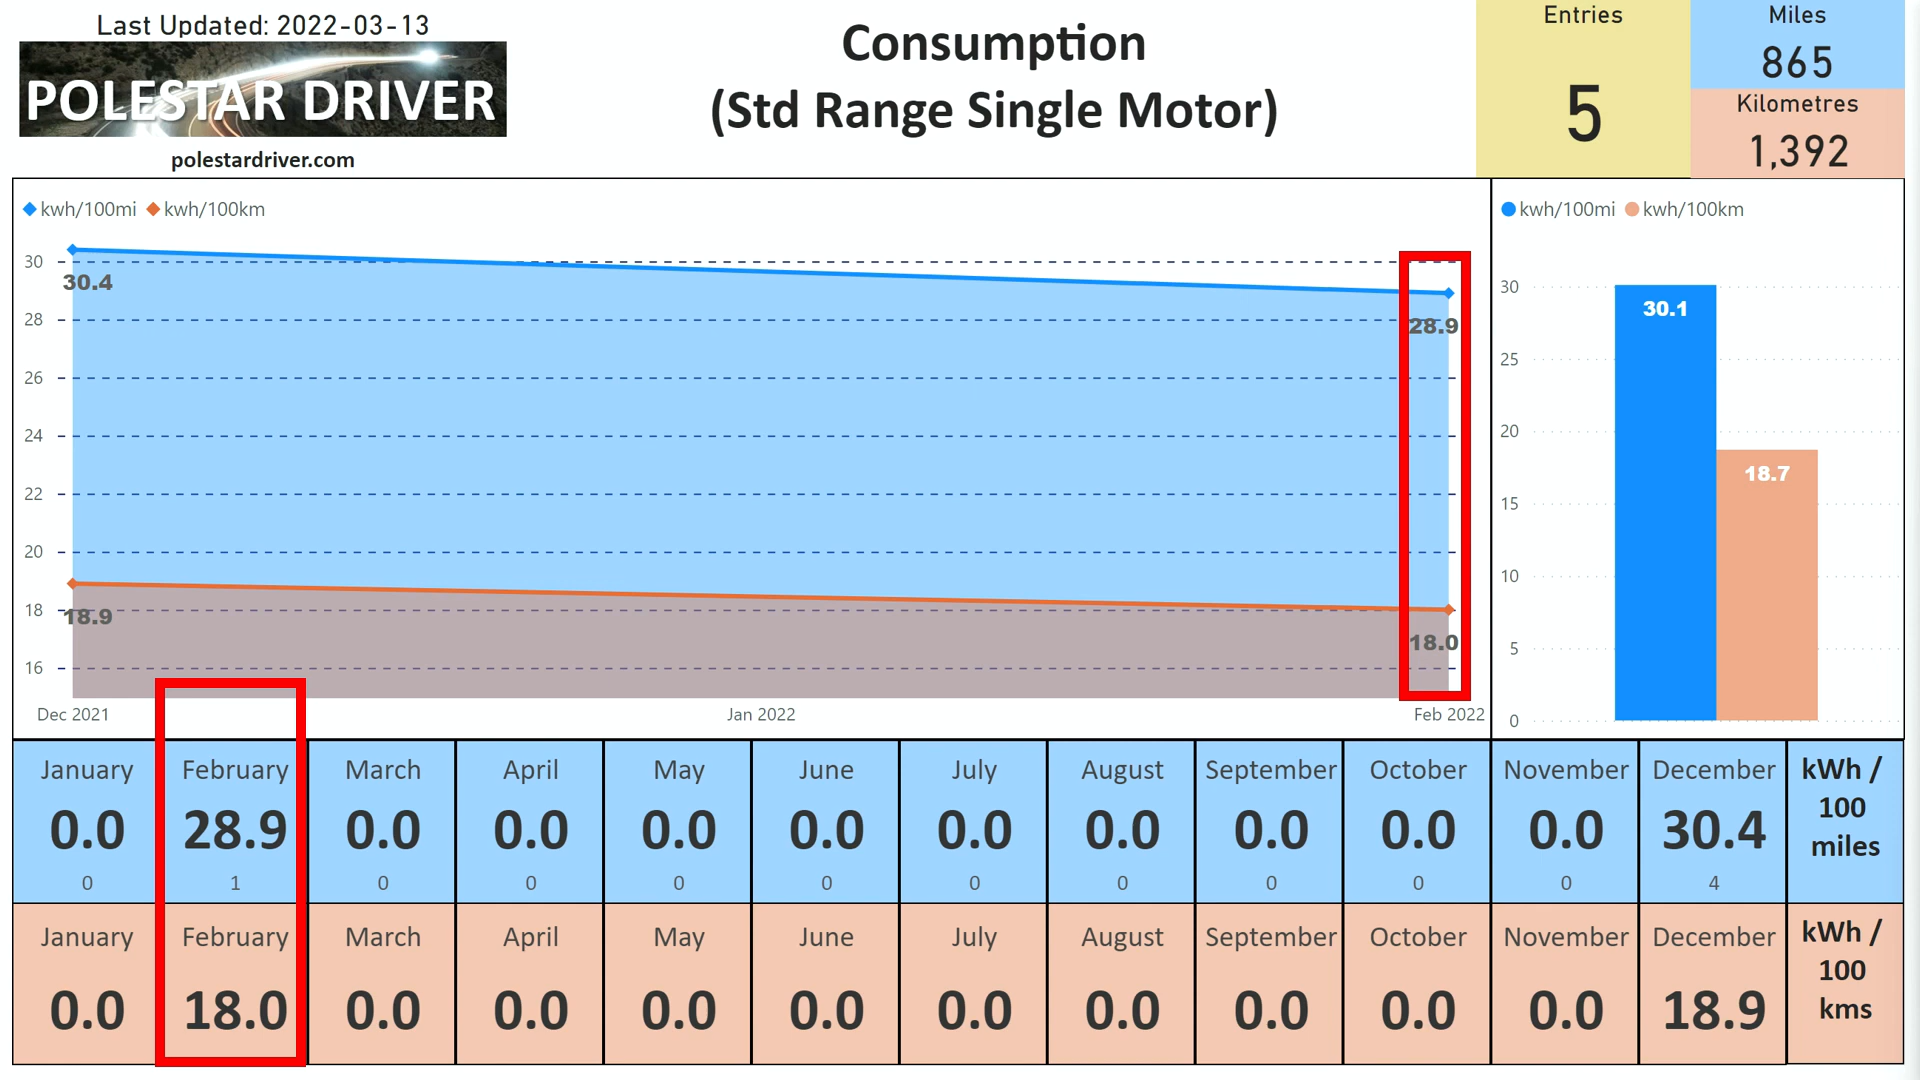 Last Updated: 2022-03-13
POLESTAR DRIVER
polestardriver.com
Consumption
(Std Range Single Motor)
Entries
5
Miles
865
Kilometres
1,392
kwh/100mi kwh/100km
30
28
26
24
22
20
18
16
30.4
28.9
18.9
18.0
Dec 2021 Jan 2022 Feb 2022
kwh/100mi kwh/100km
30
25
20
15
10
5
0
30.1
18.7
January February March April May June July August September October November December kWh / 100 miles
0.0 28.9 0.0 0.0 0.0 0.0 0.0 0.0 0.0 0.0 0.0 30.4
0 1 0 0 0 0 0 0 0 0 0 4
January February March April May June July August September October November December kWh / 100 kms
0.0 18.0 0.0 0.0 0.0 0.0 0.0 0.0 0.0 0.0 0.0 18.9